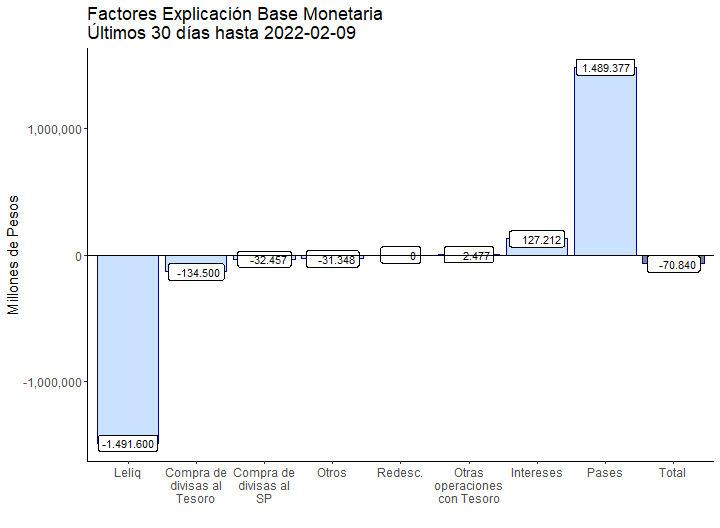 Factores Explicación Base Monetaria
Últimos 30 días hasta 2022-02-09
Millones de Pesos
1,000,000
0
-1,000,000
-1.491.600
-134.500
-32.457
-31.348
0
2.477
127.212
1.489.377
-70.840
Leliq
Compra de
divisas al
Tesoro
Compra de
divisas al
SP
Otros
Redesc.
Otras
operaciones
con Tesoro
Intereses
Pases
Total